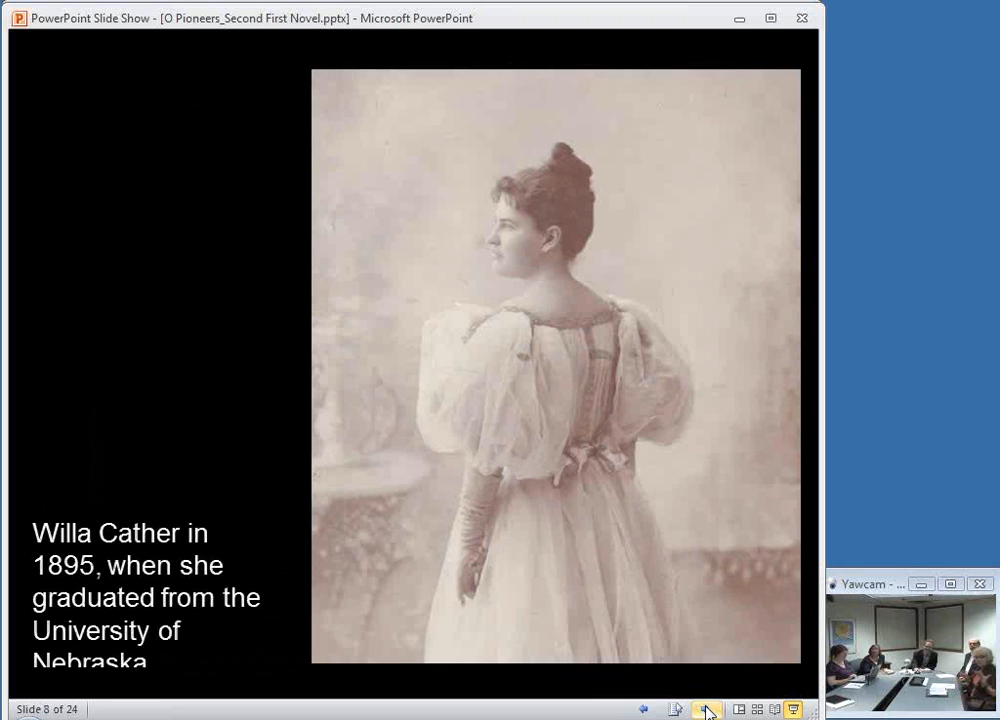 PowerPoint Slide Show - [O Pioneers_Second First Novel.pptx] - Microsoft PowerPoint
Willa Cather in
1895, when she
graduated from the
University of
Nebraska
Yawcam - ...
Slide 8 of 24